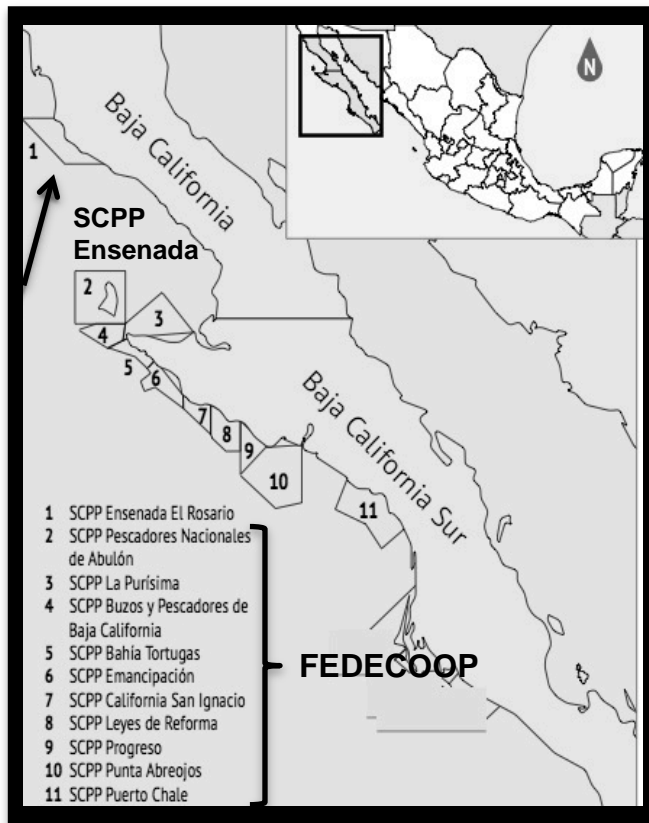 N
Baja California
1
SCPP
Ensenada
2
3
4
5
6
7
8
9
10
11
Baja California Sur
1 SCPP Ensenada El Rosario
2 SCPP Pescadores Nacionales
de Abulón
3 SCPP La Purísima
4 SCPP Buzos y Pescadores de
Baja California
5 SCPP Bahía Tortugas
6 SCPP Emancipación
7 SCPP California San Ignacio
8 SCPP Leyes de Reforma
9 SCPP Progreso
10 SCPP Punta Abreojos
11 SCPP Puerto Chale
FEDECOOP